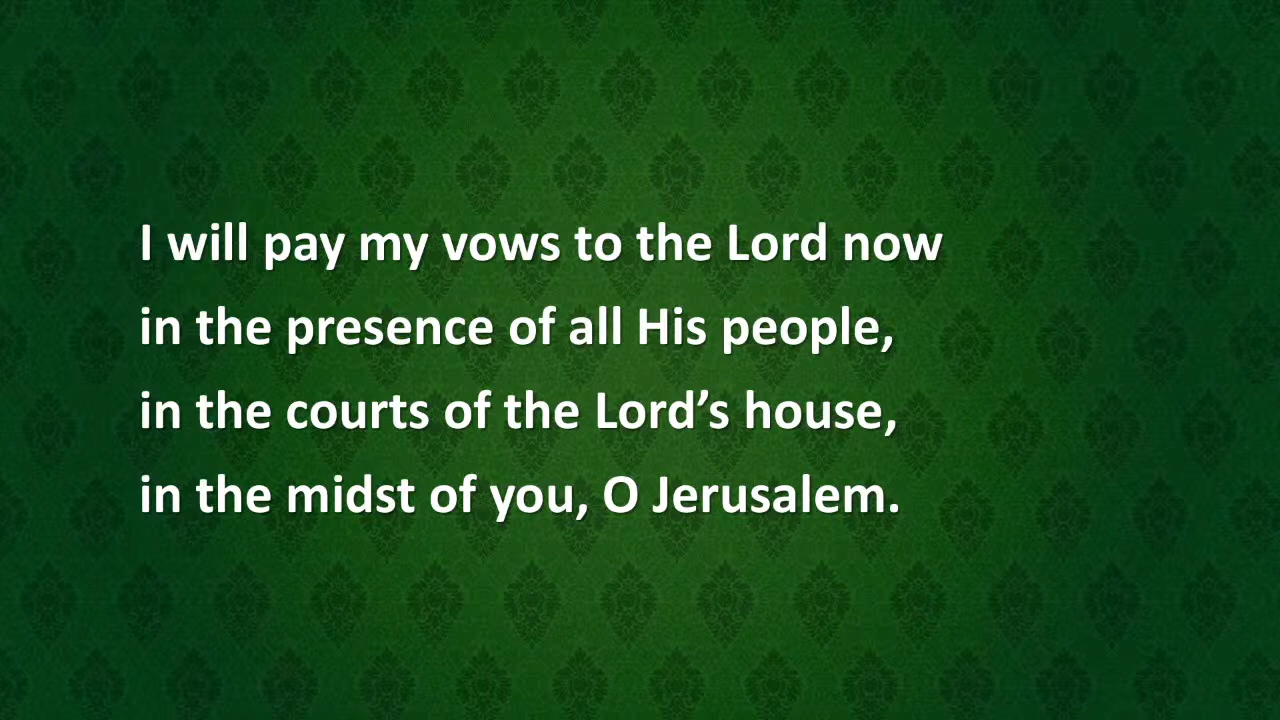 I will pay my vows to the Lord now
in the presence of all His people,
in the courts of the Lord’s house,
in the midst of you, O Jerusalem.